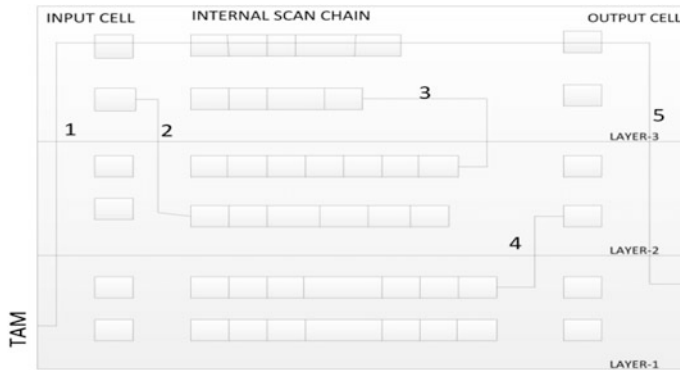 INPUT CELL INTERNAL SCAN CHAIN OUTPUT CELL
3
1 2 5
LAYER-3
4
LAYER-2
TAM
LAYER-1